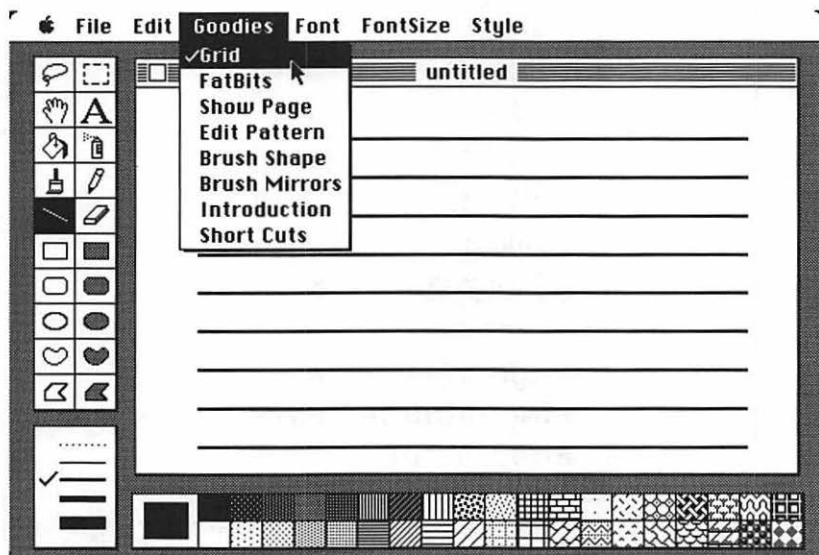 File Edit Goodies Font FontSize Style
untitled
✓Grid
FatBits
Show Page
Edit Pattern
Brush Shape
Brush Mirrors
Introduction
Short Cuts
A